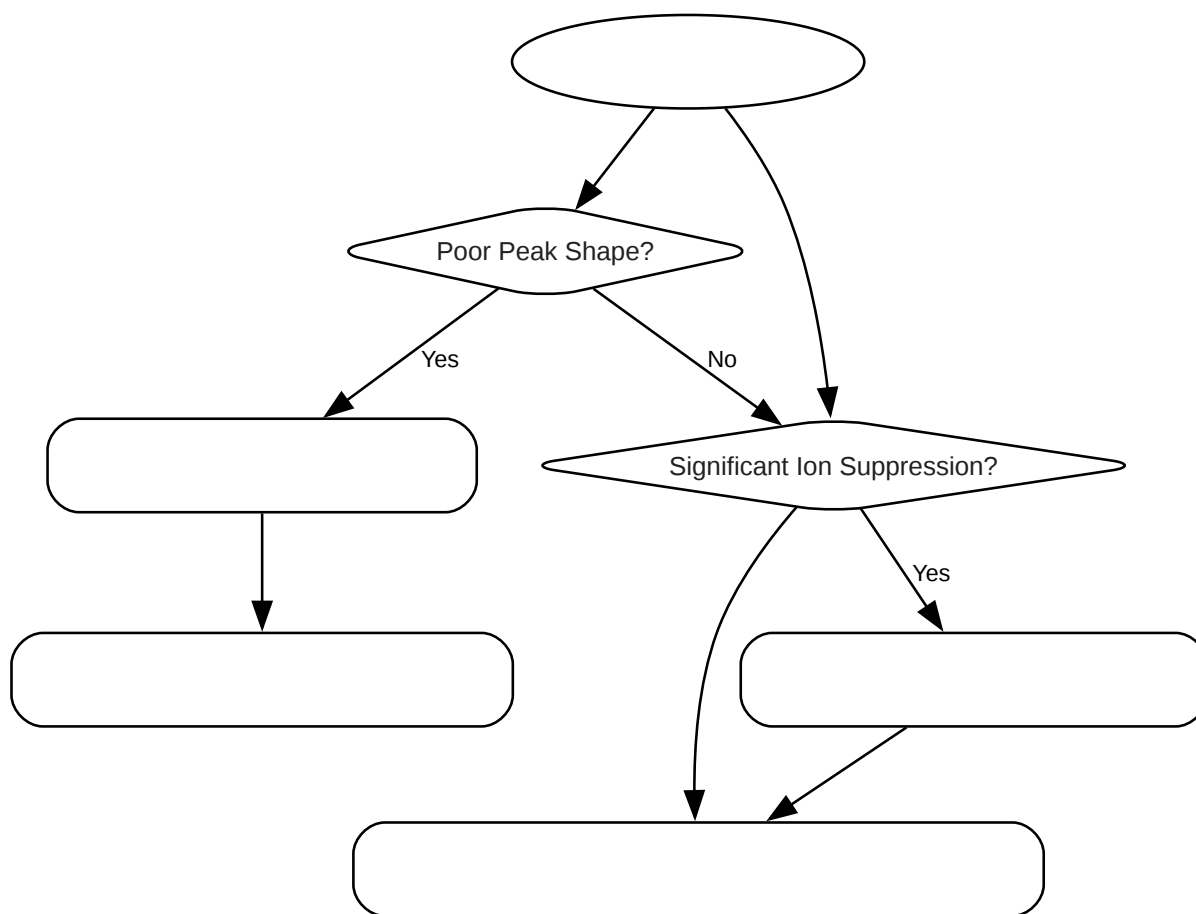 Poor Peak Shape?
Yes
No
Significant Ion Suppression?
Yes